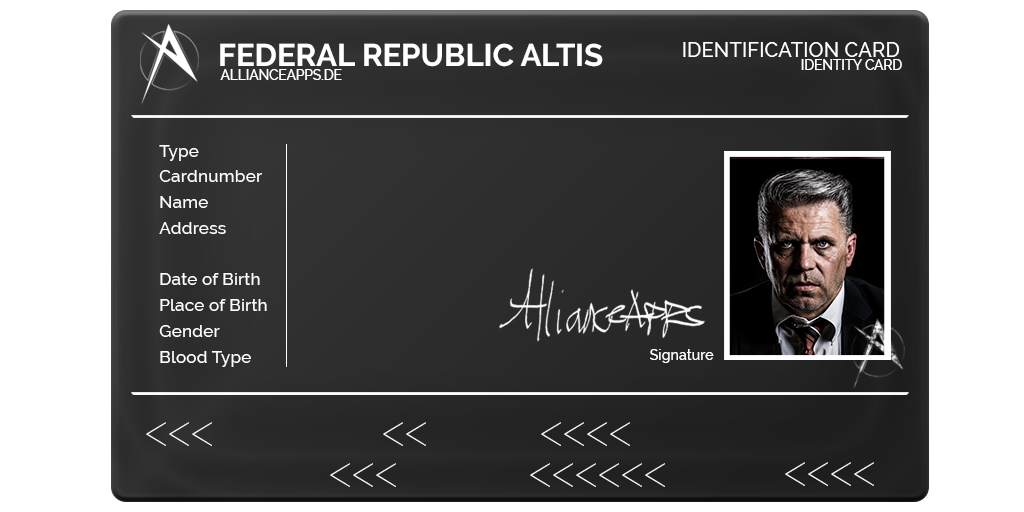 FEDERAL REPUBLIC ALTIS
ALLIANCEAPPS.DE
IDENTIFICATION CARD
IDENTITY CARD
Type
Cardnumber
Name
Address
Date of Birth
Place of Birth
Gender
Blood Type
AllianceApps
Signature
<<< << <<<<
<<< <<<<<< <<<<